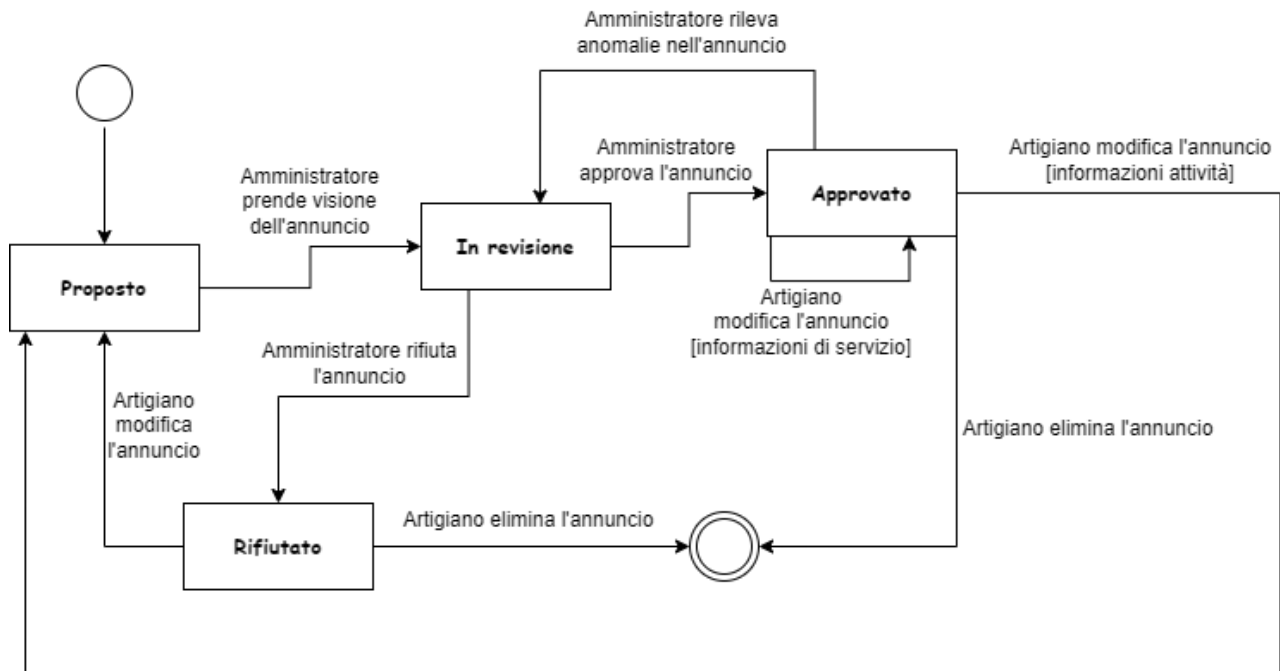 Amministratore rileva
anomalie nell'annuncio
Amministratore
approva l'annuncio
Artigiano modifica l'annuncio
[informazioni attività]
Amministratore
prende visione
dell'annuncio
Approvato
In revisione
Proposto
Artigiano
modifica l'annuncio
[informazioni di servizio]
Amministratore rifiuta
l'annuncio
Artigiano
modifica
l'annuncio
Artigiano elimina l'annuncio
Artigiano elimina l'annuncio
Rifiutato